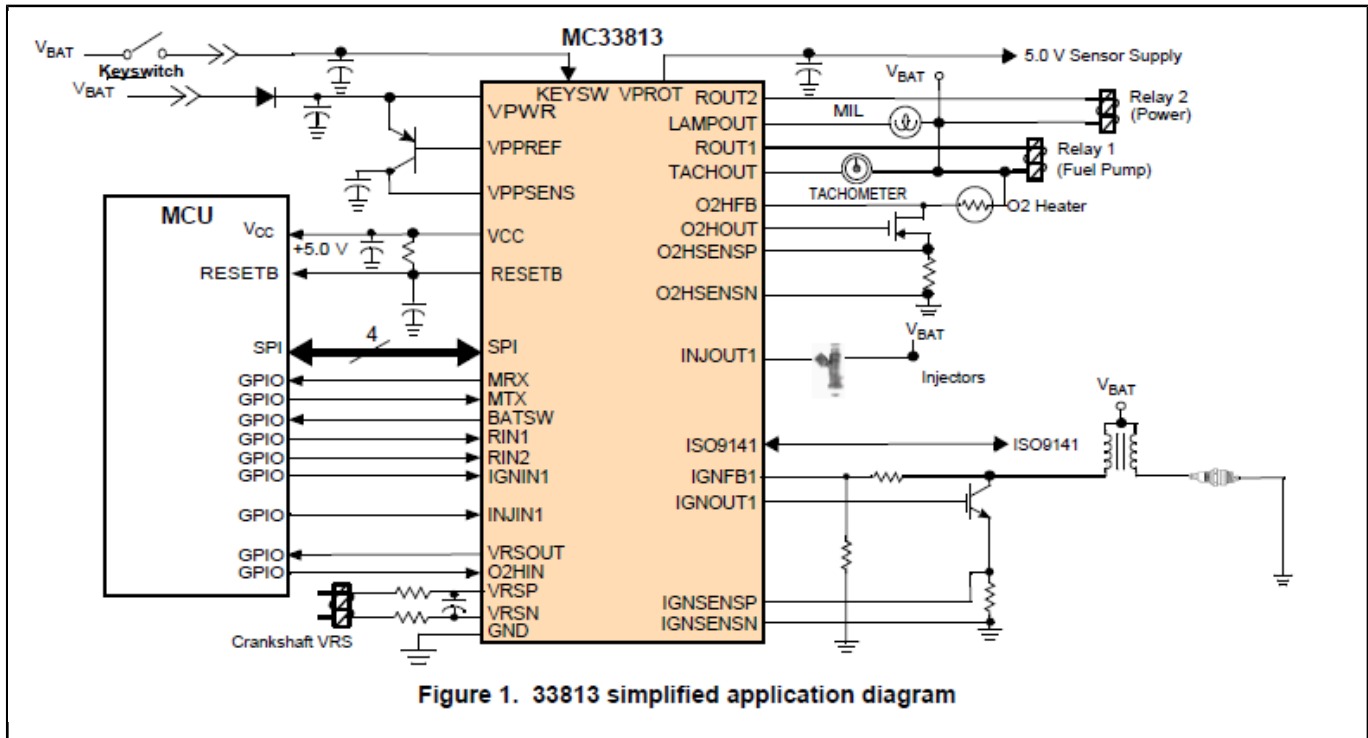 MC33813
VBAT
Keyswitch
VBAT
5.0 V Sensor Supply
KEYSW VPROT
VPWR
VPPREF
VPPSENS
VCC
RESETB
SPI
MRX
MTX
BATSW
RIN1
RIN2
IGNIN1
INJIN1
VRSOUT
O2HIN
VRSP
VRSN
GND
ROUT2
LAMPOUT
ROUT1
TACHOUT
O2HFB
O2HOUT
O2HSENSP
O2HSENSN
INJOUT1
ISO9141
IGNFB1
IGNOUT1
IGNSENSP
IGNSENSN
MCU
VCC
+5.0 V
RESETB
SPI
4
GPIO
GPIO
GPIO
GPIO
GPIO
GPIO
GPIO
GPIO
GPIO
Crankshaft VRS
VBAT
MIL
Relay 2
(Power)
Relay 1
(Fuel Pump)
TACHOMETER
O2 Heater
VBAT
Injectors
VBAT
ISO9141
Figure 1. 33813 simplified application diagram